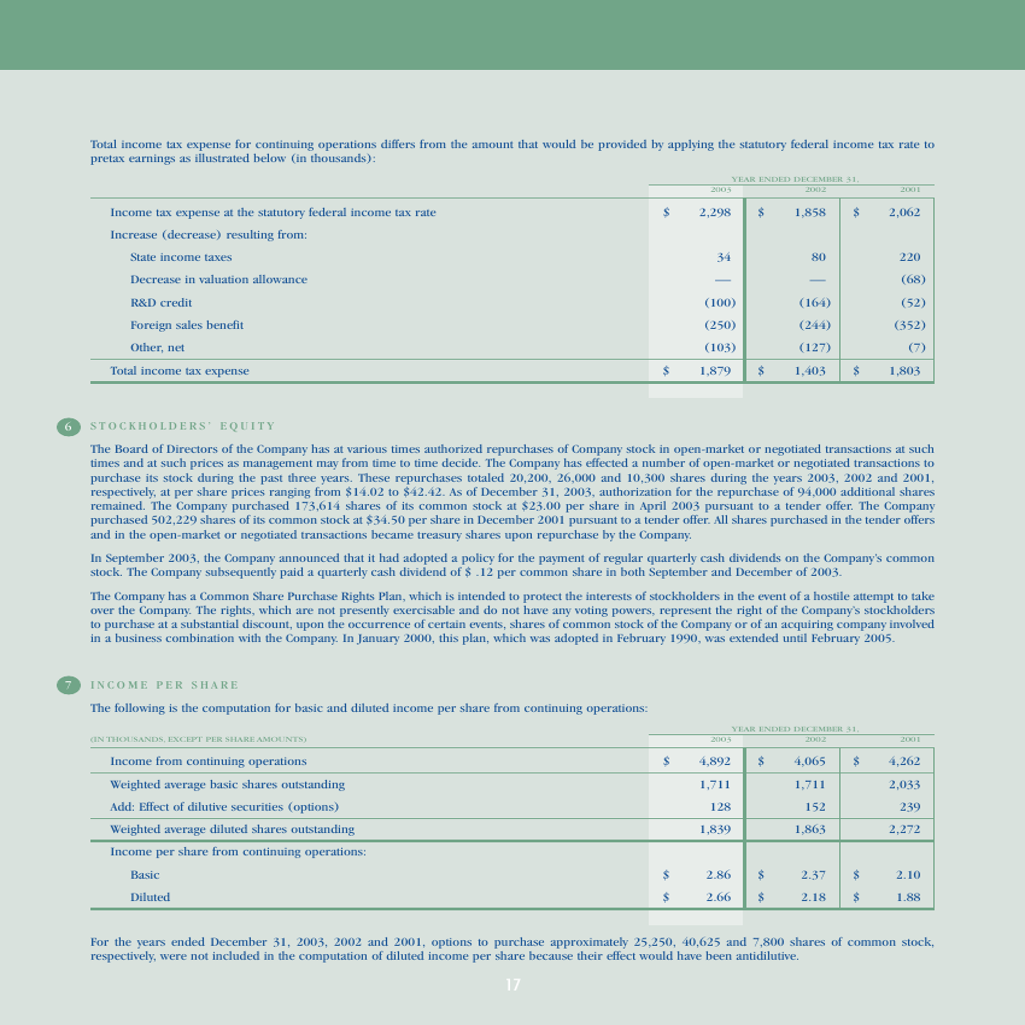 Total income tax expense for continuing operations differs from the amount that would be provided by applying the statutory federal income tax rate to
pretax earnings as illustrated below (in thousands):
YEAR ENDED DECEMBER 31,
2003 2002 2001
Income tax expense at the statutory federal income tax rate $ 2,298 $ 1,858 $ 2,062
Increase (decrease) resulting from:
State income taxes 34 80 220
Decrease in valuation allowance — — (68)
R&D credit (100) (164) (52)
Foreign sales benefit (250) (244) (352)
Other, net (103) (127) (7)
Total income tax expense $ 1,879 $ 1,403 $ 1,803
6 STOCKHOLDERS' EQUITY
The Board of Directors of the Company has at various times authorized repurchases of Company stock in open-market or negotiated transactions at such
times and at such prices as management may from time to time decide. The Company has effected a number of open-market or negotiated transactions to
purchase its stock during the past three years. These repurchases totaled 20,200, 26,000 and 10,300 shares during the years 2003, 2002 and 2001,
respectively, at per share prices ranging from $14.02 to $42.42. As of December 31, 2003, authorization for the repurchase of 94,000 additional shares
remained. The Company purchased 173,614 shares of its common stock at $23.00 per share in April 2003 pursuant to a tender offer. The Company
purchased 502,229 shares of its common stock at $34.50 per share in December 2001 pursuant to a tender offer. All shares purchased in the tender offers
and in the open-market or negotiated transactions became treasury shares upon repurchase by the Company.
In September 2003, the Company announced that it had adopted a policy for the payment of regular quarterly cash dividends on the Company's common
stock. The Company subsequently paid a quarterly cash dividend of $ .12 per common share in both September and December of 2003.
The Company has a Common Share Purchase Rights Plan, which is intended to protect the interests of stockholders in the event of a hostile attempt to take
over the Company. The rights, which are not presently exercisable and do not have any voting powers, represent the right of the Company's stockholders
to purchase at a substantial discount, upon the occurrence of certain events, shares of common stock of the Company or of an acquiring company involved
in a business combination with the Company. In January 2000, this plan, which was adopted in February 1990, was extended until February 2005.
7 INCOME PER SHARE
The following is the computation for basic and diluted income per share from continuing operations:
YEAR ENDED DECEMBER 31,
(IN THOUSANDS, EXCEPT PER SHARE AMOUNTS) 2003 2002 2001
Income from continuing operations $ 4,892 $ 4,065 $ 4,262
Weighted average basic shares outstanding 1,711 1,711 2,033
Add: Effect of dilutive securities (options) 128 152 239
Weighted average diluted shares outstanding 1,839 1,863 2,272
Income per share from continuing operations:
Basic $ 2.86 $ 2.37 $ 2.10
Diluted $ 2.66 $ 2.18 $ 1.88
For the years ended December 31, 2003, 2002 and 2001, options to purchase approximately 25,250, 40,625 and 7,800 shares of common stock,
respectively, were not included in the computation of diluted income per share because their effect would have been antidilutive.
17